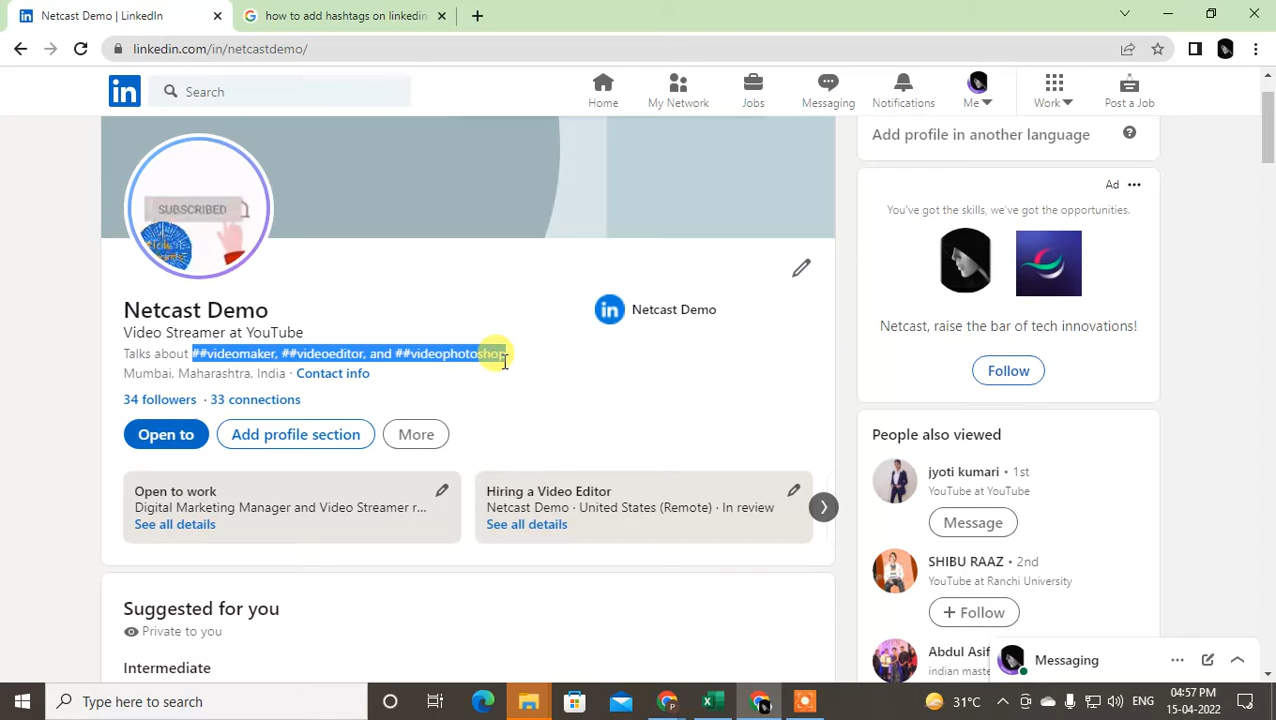 Netcast Demo | LinkedIn
how to add hashtags on linkedin
linkedin.com/in/netcastdemo/
in
Search
Home
My Network
Jobs
Messaging
Notifications
Me
Work
Post a Job
SUBSCRIBED
Netcast Demo
Video Streamer at YouTube
Talks about ##videomaker, ##videoeditor, and ##videophotoshop
Mumbai, Maharashtra, India · Contact info
34 followers · 33 connections
in Netcast Demo
Open to
Add profile section
More
Open to work
Digital Marketing Manager and Video Streamer r...
See all details
Hiring a Video Editor
Netcast Demo · United States (Remote) · In review
See all details
Suggested for you
Private to you
Intermediate
Add profile in another language
Ad
You've got the skills, we've got the opportunities.
Netcast, raise the bar of tech innovations!
Follow
People also viewed
jyoti kumari • 1st
YouTube at YouTube
Message
SHIBU RAAZ • 2nd
YouTube at Ranchi University
+ Follow
Abdul Asif
indian maste
Messaging
Type here to search
31°C
ENG
04:57 PM
15-04-2022